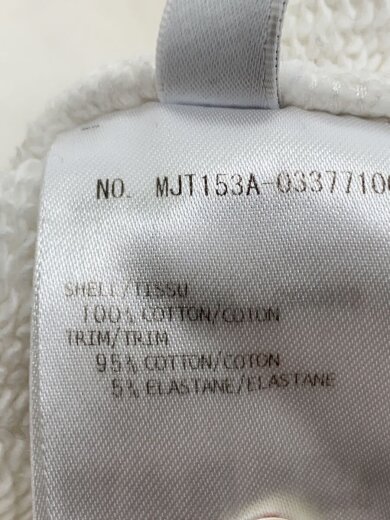 NO. MJT153A-03377100
SHELL/TISSU
100% COTTON/COTON
TRIM/TRIM
95% COTTON/COTON
5% ELASTANE/ELASTANE